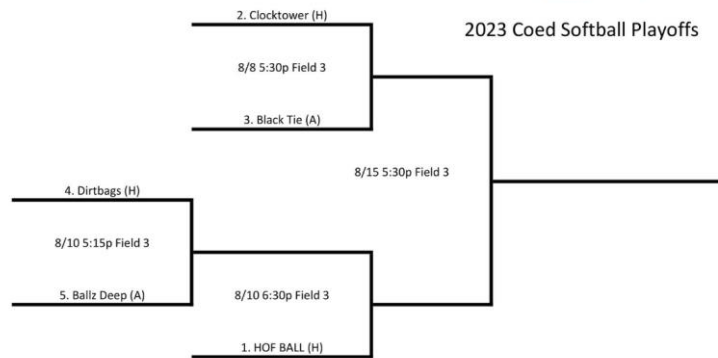 2. Clocktower (H)
2023 Coed Softball Playoffs
8/8 5:30p Field 3
3. Black Tie (A)
8/15 5:30p Field 3
4. Dirtbags (H)
8/10 5:15p Field 3
5. Ballz Deep (A)
8/10 6:30p Field 3
1. HOF BALL (H)